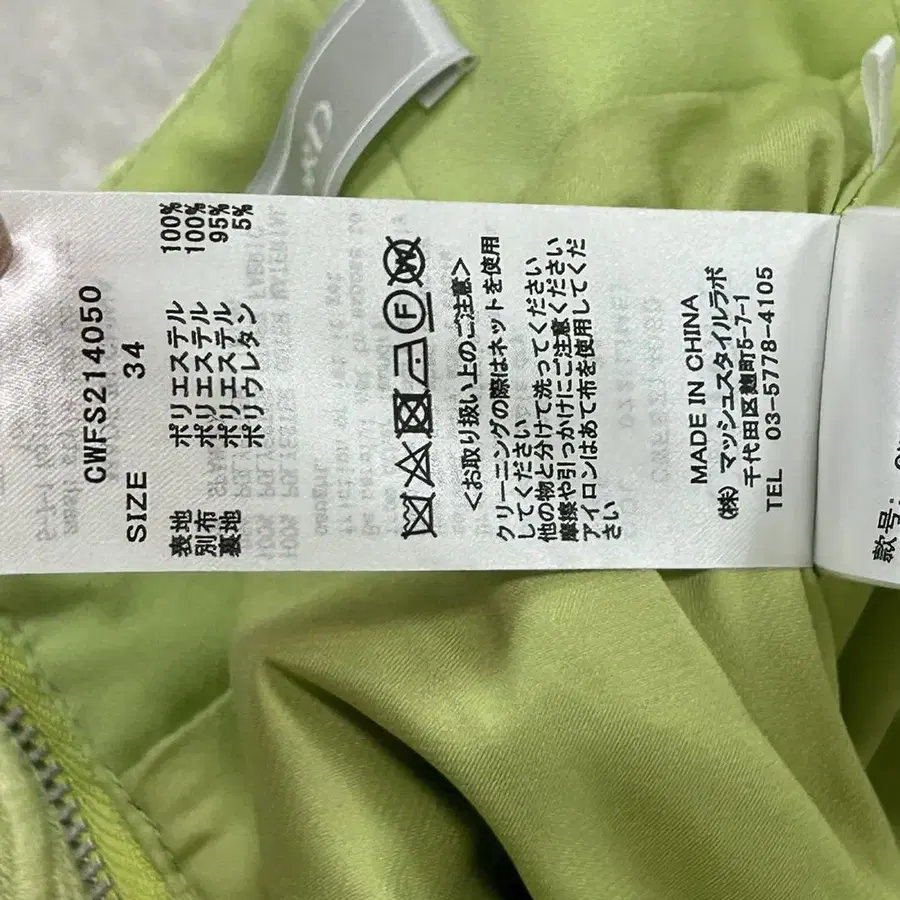 CWFS214050
SIZE 34
表地 ポリエステル 100%
別布 ポリエステル 100%
裏地 ポリエステル 95%
ポリウレタン 5%
F
W
<お取り扱い上のご注意>
クリーニングの際はネットを使用
してください
他の物と分けて洗ってください
摩擦や引っかけにご注意ください
アイロンはあて布を使用してくだ
さい
MADE IN CHINA
(株)マッシュスタイルラボ
千代田区麹町5-7-1
TEL 03-5778-4105
款号: